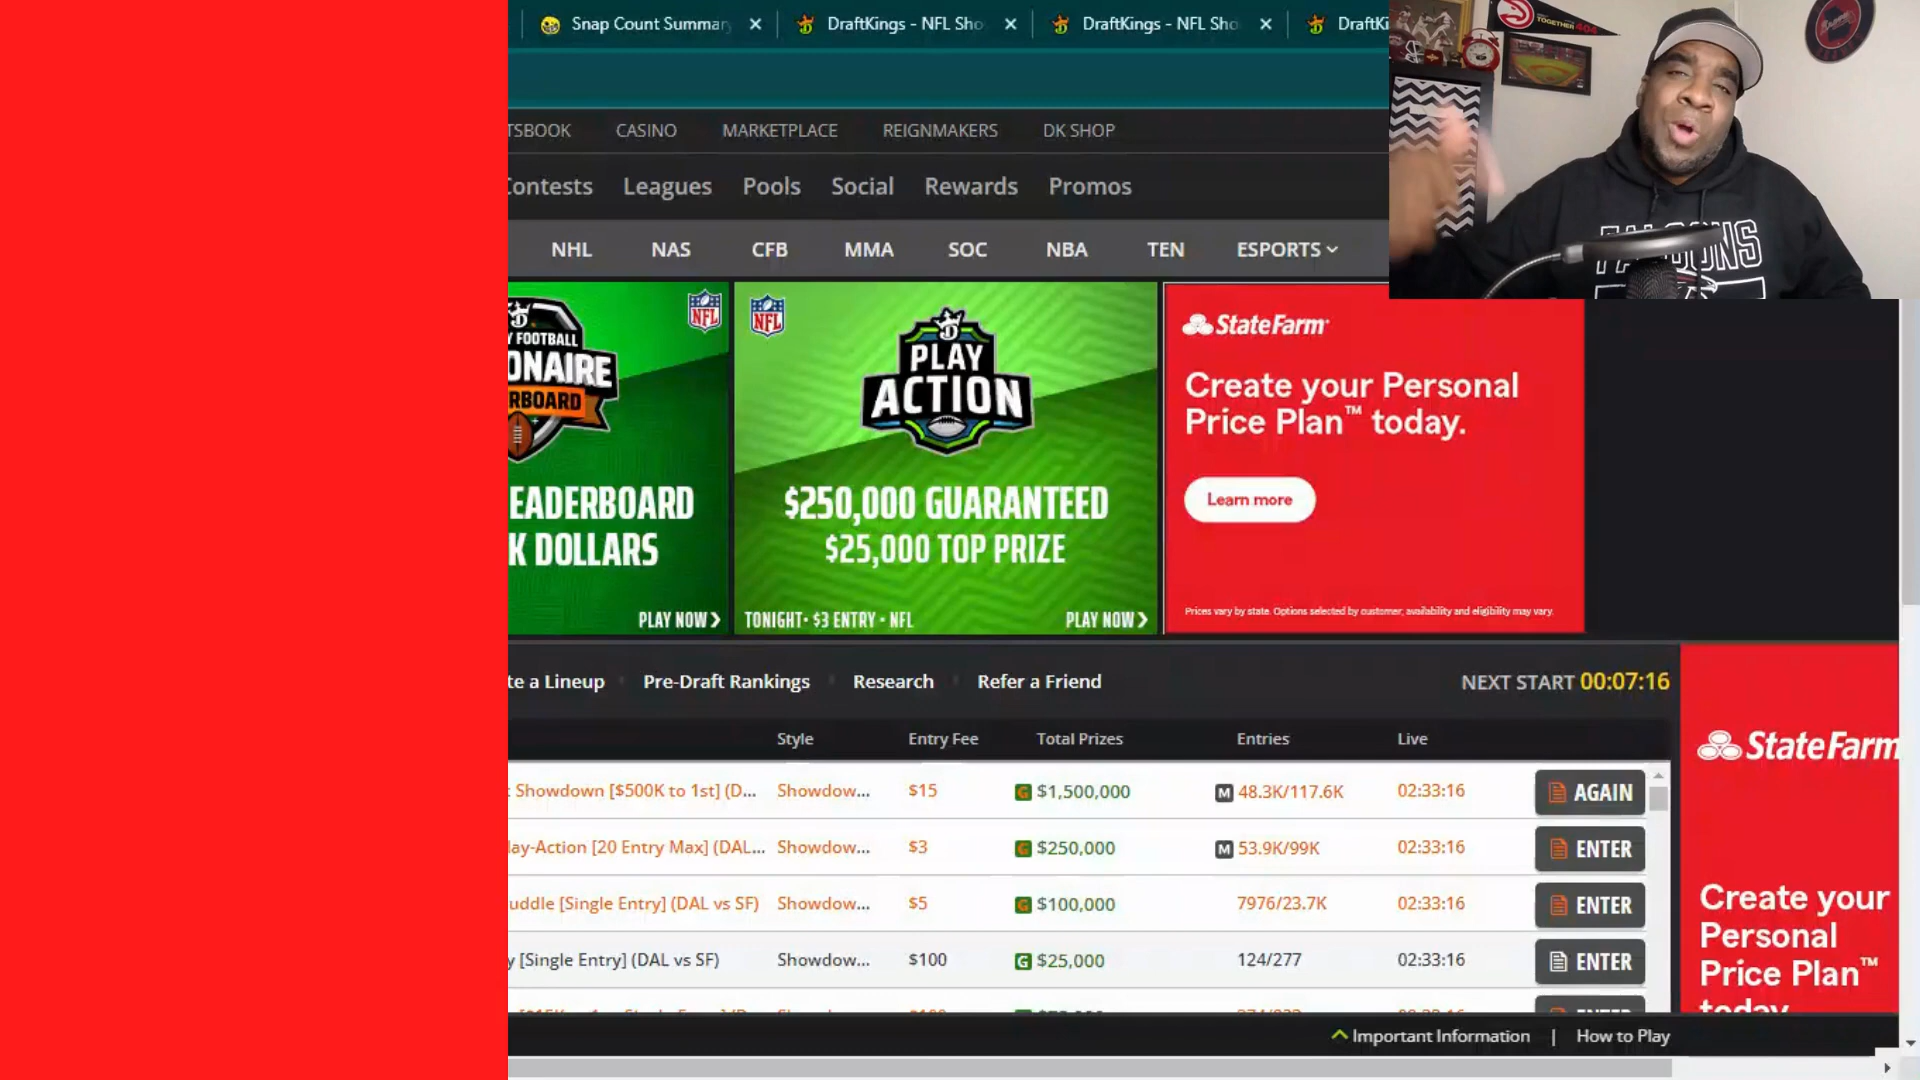 Snap Count Summar
DraftKings - NFL Sho
DraftKings - NFL Sho
DraftKi
TOGETHER 404
TSBOOK CASINO MARKETPLACE REIGNMAKERS DK SHOP
Contests Leagues Pools Social Rewards Promos
NHL NAS CFB MMA SOC NBA TEN ESPORTS
FALCONS
Y FOOTBALL
ONAIRE
RBOARD
EADERBOARD
K DOLLARS
PLAY NOW
NFL
NFL
PLAY
ACTION
$250,000 GUARANTEED
$25,000 TOP PRIZE
TONIGHT • $3 ENTRY • NFL
PLAY NOW
StateFarm
Create your Personal
Price Plan™ today.
Learn more
Prices vary by state. Options selected by customer; availability and eligibility may vary.
te a Lineup Pre-Draft Rankings Research Refer a Friend
NEXT START 00:07:16
Style Entry Fee Total Prizes Entries Live
Showdown [$500K to 1st] (D... Showdow... $15 G $1,500,000 M 48.3K/117.6K 02:33:16 AGAIN
lay-Action [20 Entry Max] (DAL... Showdow... $3 G $250,000 M 53.9K/99K 02:33:16 ENTER
uddle [Single Entry] (DAL vs SF) Showdow... $5 G $100,000 7976/23.7K 02:33:16 ENTER
y [Single Entry] (DAL vs SF) Showdow... $100 G $25,000 124/277 02:33:16 ENTER
StateFarm
Create your
Personal
Price Plan™
today
Important Information | How to Play